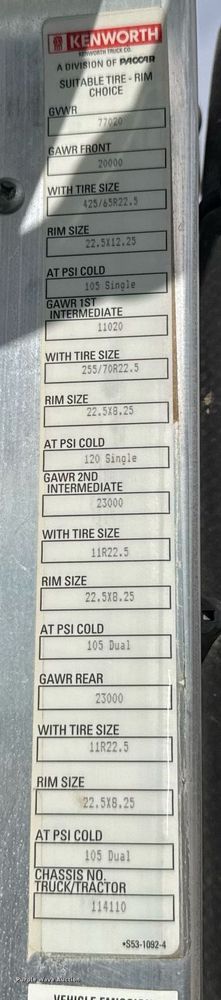 KENWORTH
KENWORTH TRUCK CO.
A DIVISION OF PACCAR
SUITABLE TIRE - RIM
CHOICE
GVWR
77020
GAWR FRONT
20000
WITH TIRE SIZE
425/65R22.5
RIM SIZE
22.5X12.25
AT PSI COLD
105 Single
GAWR 1ST
INTERMEDIATE
11020
WITH TIRE SIZE
255/70R22.5
RIM SIZE
22.5X8.25
AT PSI COLD
120 Single
GAWR 2ND
INTERMEDIATE
23000
WITH TIRE SIZE
11R22.5
RIM SIZE
22.5X8.25
AT PSI COLD
105 Dual
GAWR REAR
23000
WITH TIRE SIZE
11R22.5
RIM SIZE
22.5X8.25
AT PSI COLD
105 Dual
CHASSIS NO.
TRUCK/TRACTOR
114110
*S53-1092-4
Purple Wave Auction